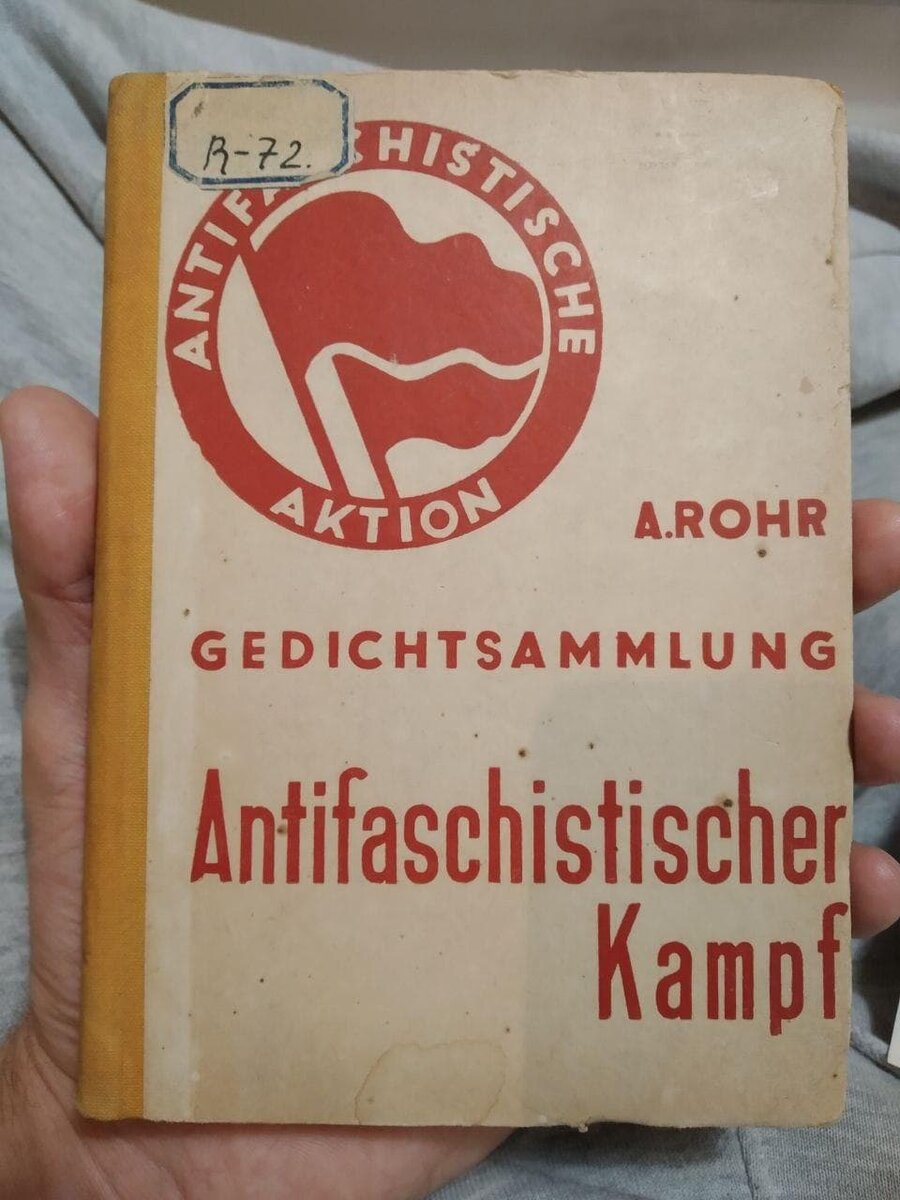 R-72.
ANTIFASCHISTISCHE
AKTION
A.ROHR
GEDICHTSAMMLUNG
Antifaschistischer
Kampf